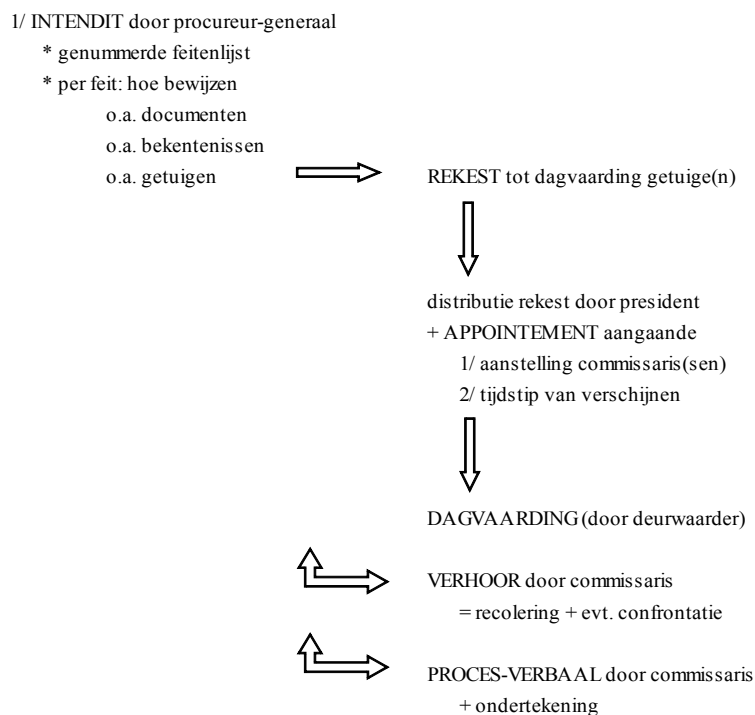 1/ INTENDIT door procureur-generaal
* genummerde feitenlijst
* per feit: hoe bewijzen
o.a. documenten
o.a. bekentenissen
o.a. getuigen
REKEST tot dagvaarding getuige(n)
distributie rekest door president
+ APPOINTEMENT aangaande
1/ aanstelling commissaris(sen)
2/ tijdstip van verschijnen
DAGVAARDING (door deurwaarder)
VERHOOR door commissaris
= recolering + evt. confrontatie
PROCES-VERBAAL door commissaris
+ ondertekening